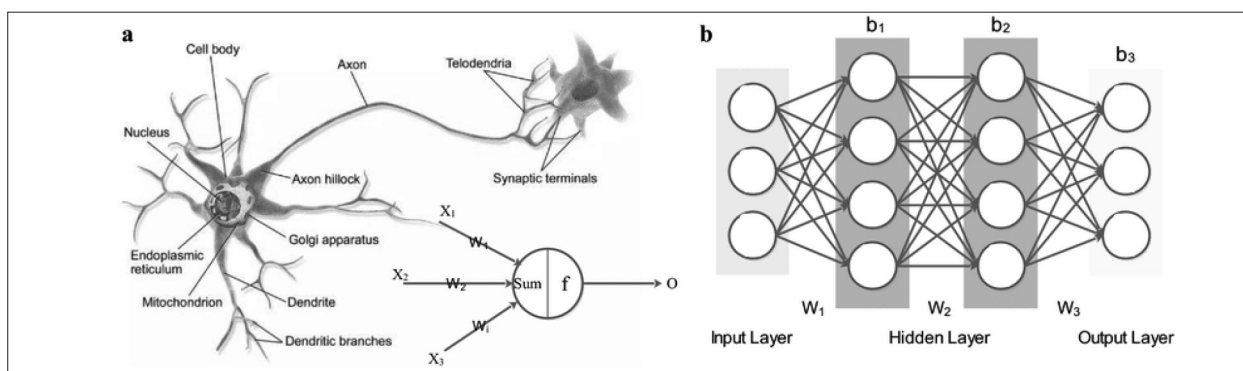 a
Cell body
Axon
Telodendria
Nucleus
Axon hillock
Synaptic terminals
Endoplasmic
reticulum
Golgi apparatus
Mitochondrion
Dendrite
Dendritic branches
X1
W1
X2
W2
Sum
f
O
Wi
X3
b
b1
b2
b3
W1
W2
W3
Input Layer
Hidden Layer
Output Layer